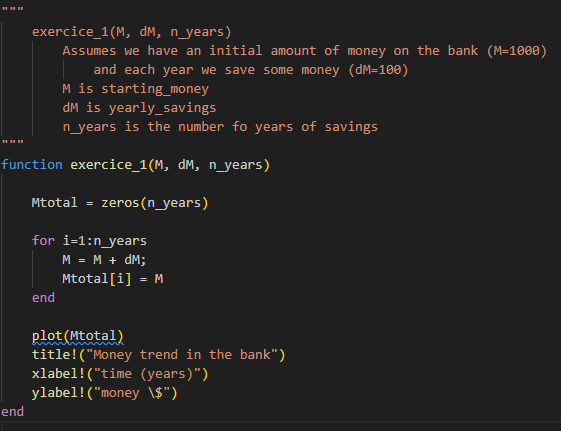 """
exercice_1(M, dM, n_years)
Assumes we have an initial amount of money on the bank (M=1000)
and each year we save some money (dM=100)
M is starting_money
dM is yearly_savings
n_years is the number fo years of savings
"""
function exercice_1(M, dM, n_years)
Mtotal = zeros(n_years)
for i=1:n_years
M = M + dM;
Mtotal[i] = M
end
plot(Mtotal)
title!("Money trend in the bank")
xlabel!("time (years)")
ylabel!("money \$")
end